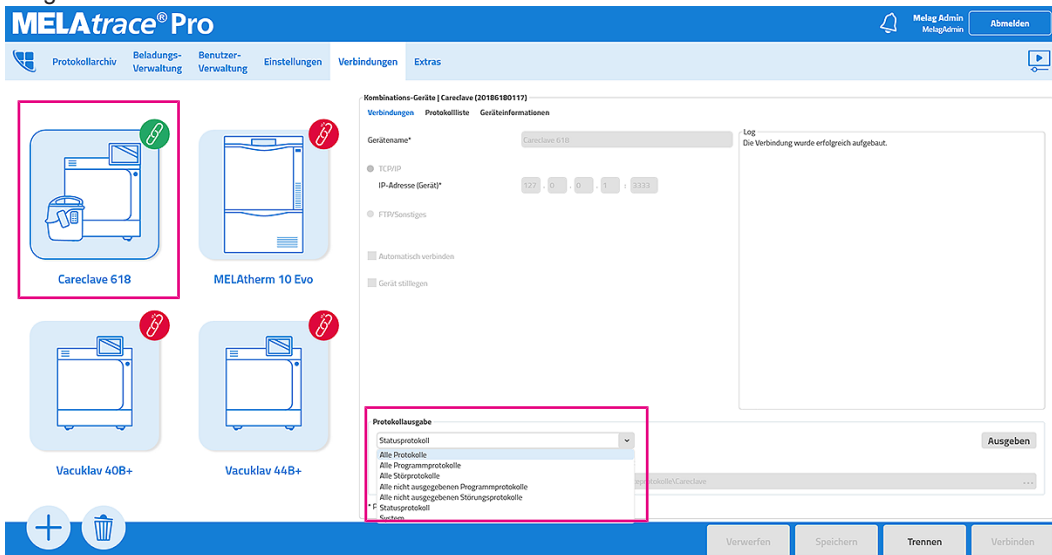 MELAtrace® Pro
Melag Admin
MelagAdmin
Abmelden
Protokollarchiv
Beladungs-
Verwaltung
Benutzer-
Verwaltung
Einstellungen
Verbindungen
Extras
Kombinations-Geräte | Careclave (20186180117)
Verbindungen Protokollliste Geräteinformationen
Gerätename* Careclave 618
TCP/IP
IP-Adresse (Gerät)* 127 . 0 . 0 . 1 : 3333
FTP/Sonstiges
Automatisch verbinden
Gerät stilllegen
Log
Die Verbindung wurde erfolgreich aufgebaut.
Careclave 618
MELAtherm 10 Evo
Vacuklav 40B+
Vacuklav 44B+
Protokollausgabe
Statusprotokoll
Alle Protokolle
Alle Programmprotokolle
Alle Störprotokolle
Alle nicht ausgegebenen Programmprotokolle
Alle nicht ausgegebenen Störungsprotokolle
Statusprotokoll
System
Ausgeben
...
Verwerfen
Speichern
Trennen
Verbinden